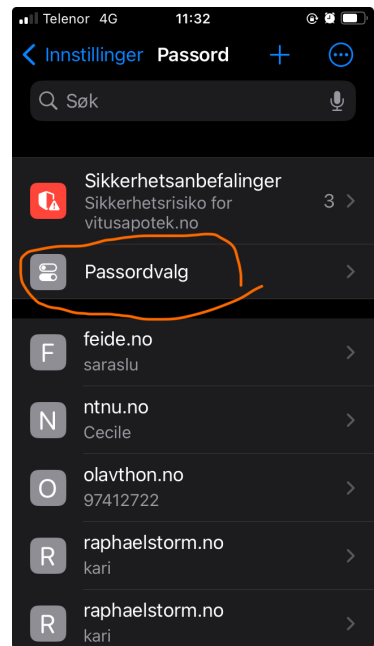 Telenor 4G 11:32
Innstillinger Passord
Søk
Sikkerhetsanbefalinger
Sikkerhetsrisiko for
vitusapotek.no
3
Passordvalg
F
feide.no
saraslu
N
ntnu.no
Cecile
O
olavthon.no
97412722
R
raphaelstorm.no
kari
R
raphaelstorm.no
kari